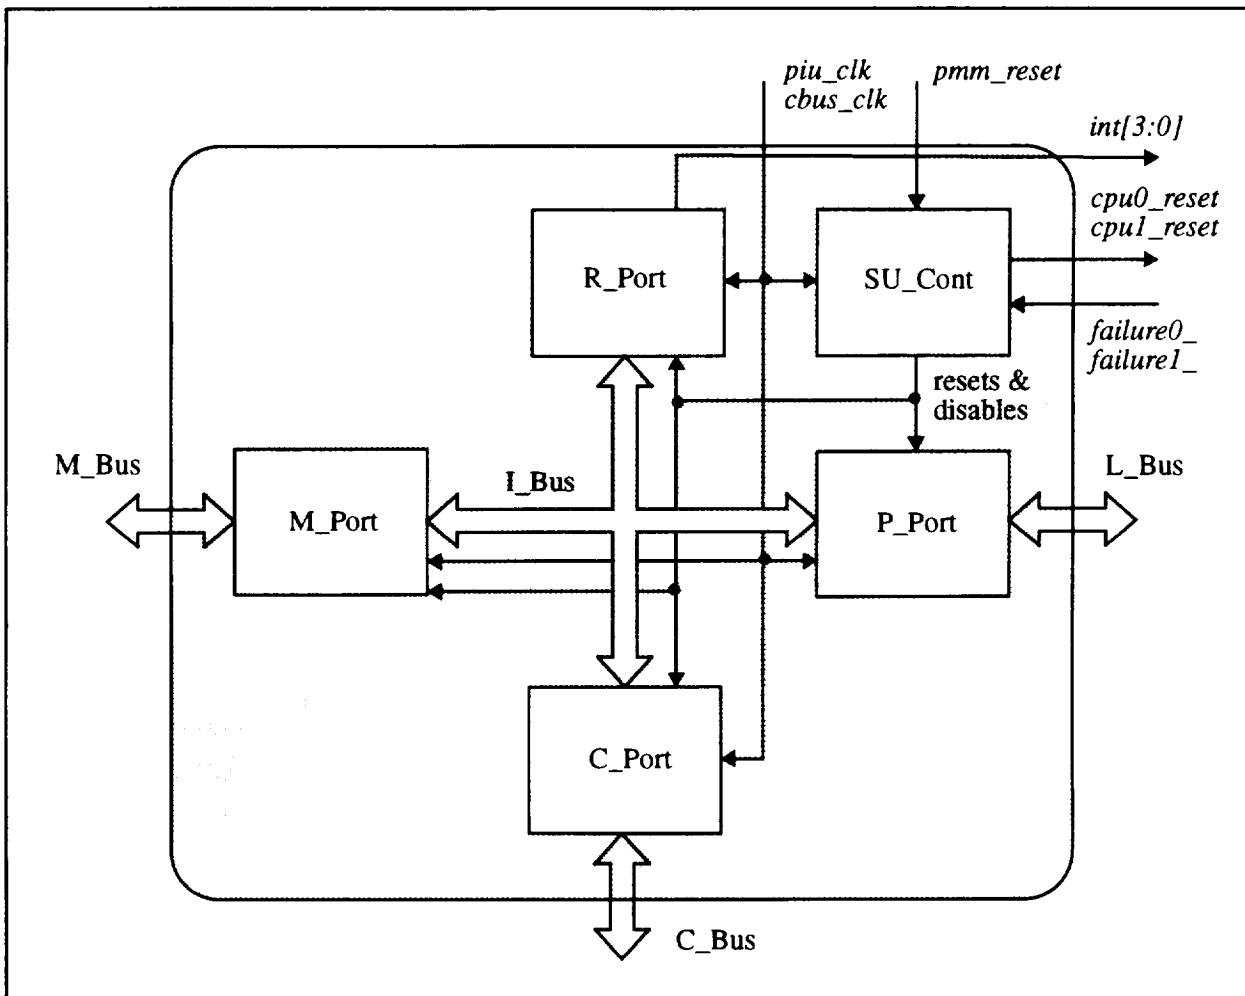 piu_clk
cbus_clk
pmm_reset
int[3:0]
cpu0_reset
cpu1_reset
R_Port
SU_Cont
failure0_
failure1_
resets &
disables
M_Bus
I_Bus
L_Bus
M_Port
P_Port
C_Port
C_Bus